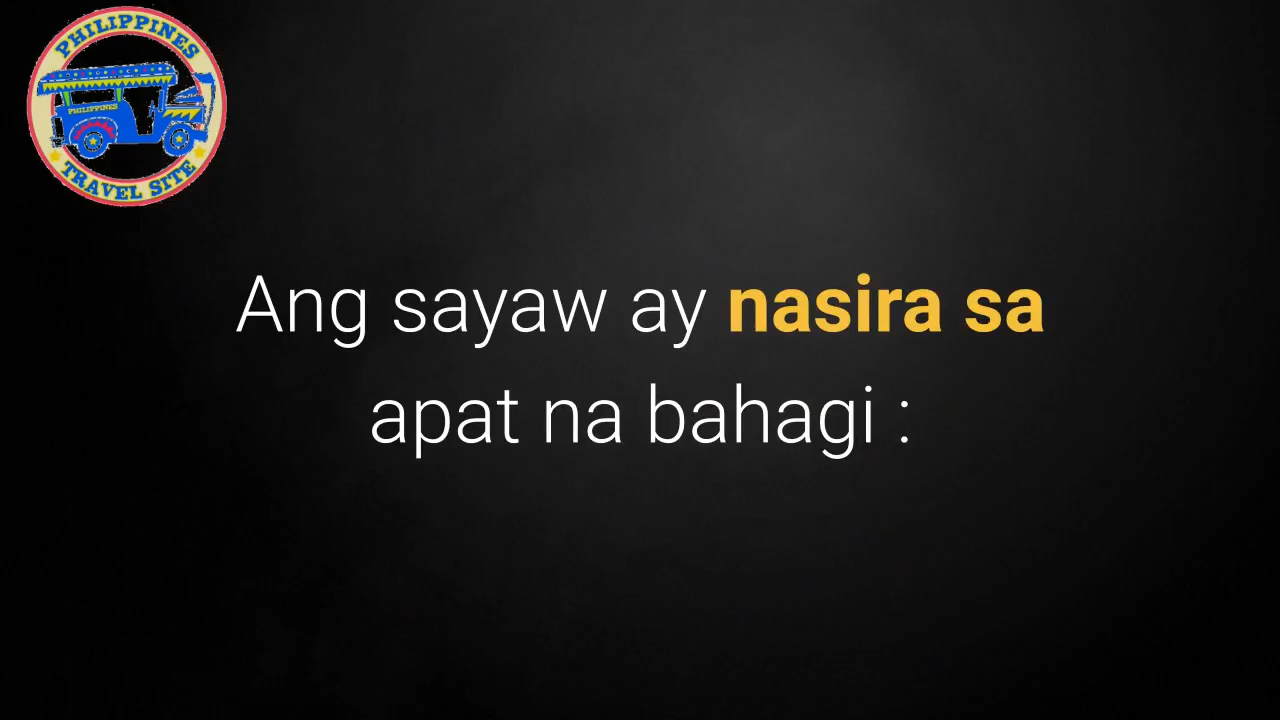 PHILIPPINES
PHILIPPINES
TRAVEL SITE
Ang sayaw ay nasira sa
apat na bahagi :